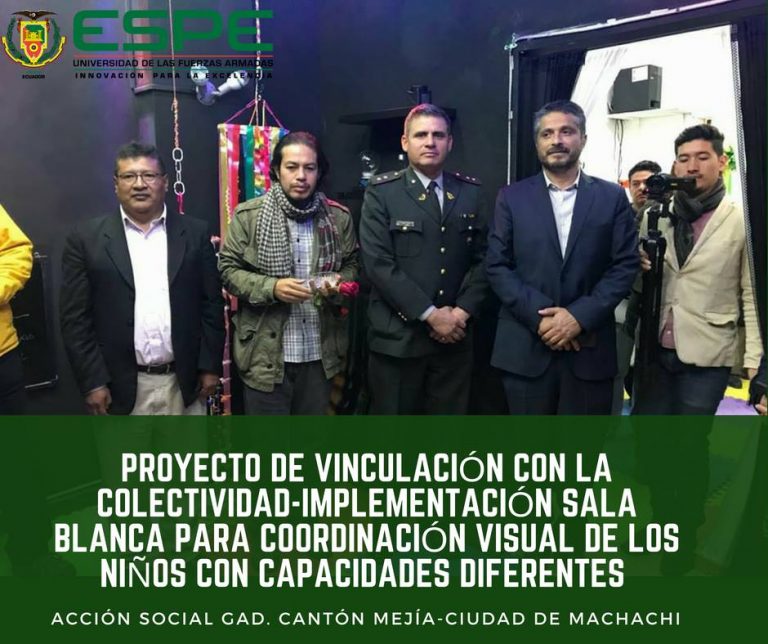 ESPE
UNIVERSIDAD DE LAS FUERZAS ARMADAS
INNOVACIÓN PARA LA EXCELENCIA
ECUADOR
PROYECTO DE VINCULACIÓN CON LA
COLECTIVIDAD-IMPLEMENTACIÓN SALA
BLANCA PARA COORDINACIÓN VISUAL DE LOS
NIÑOS CON CAPACIDADES DIFERENTES
ACCIÓN SOCIAL GAD. CANTÓN MEJÍA-CIUDAD DE MACHACHI